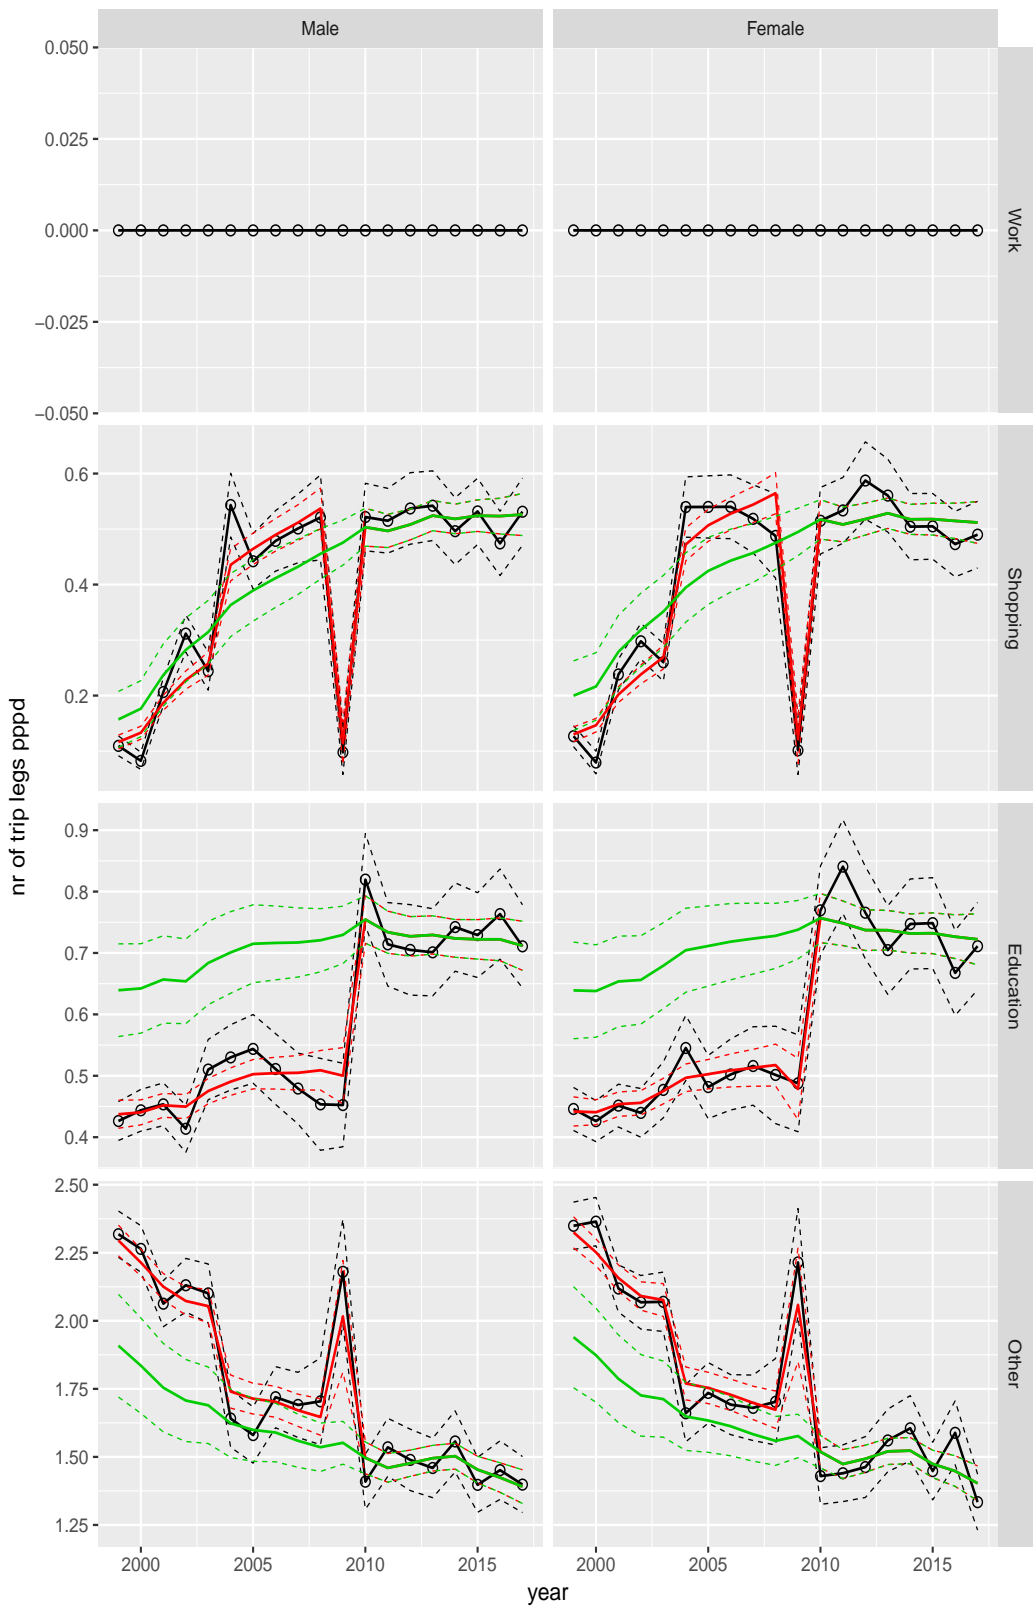 Male
Female
0.050
0.025
0.000
−0.025
−0.050
Work
0.6
0.4
0.2
Shopping
0.9
0.8
0.7
0.6
0.5
0.4
Education
2.50
2.25
2.00
1.75
1.50
1.25
Other
nr of trip legs pppd
2000 2005 2010 2015
2000 2005 2010 2015
year